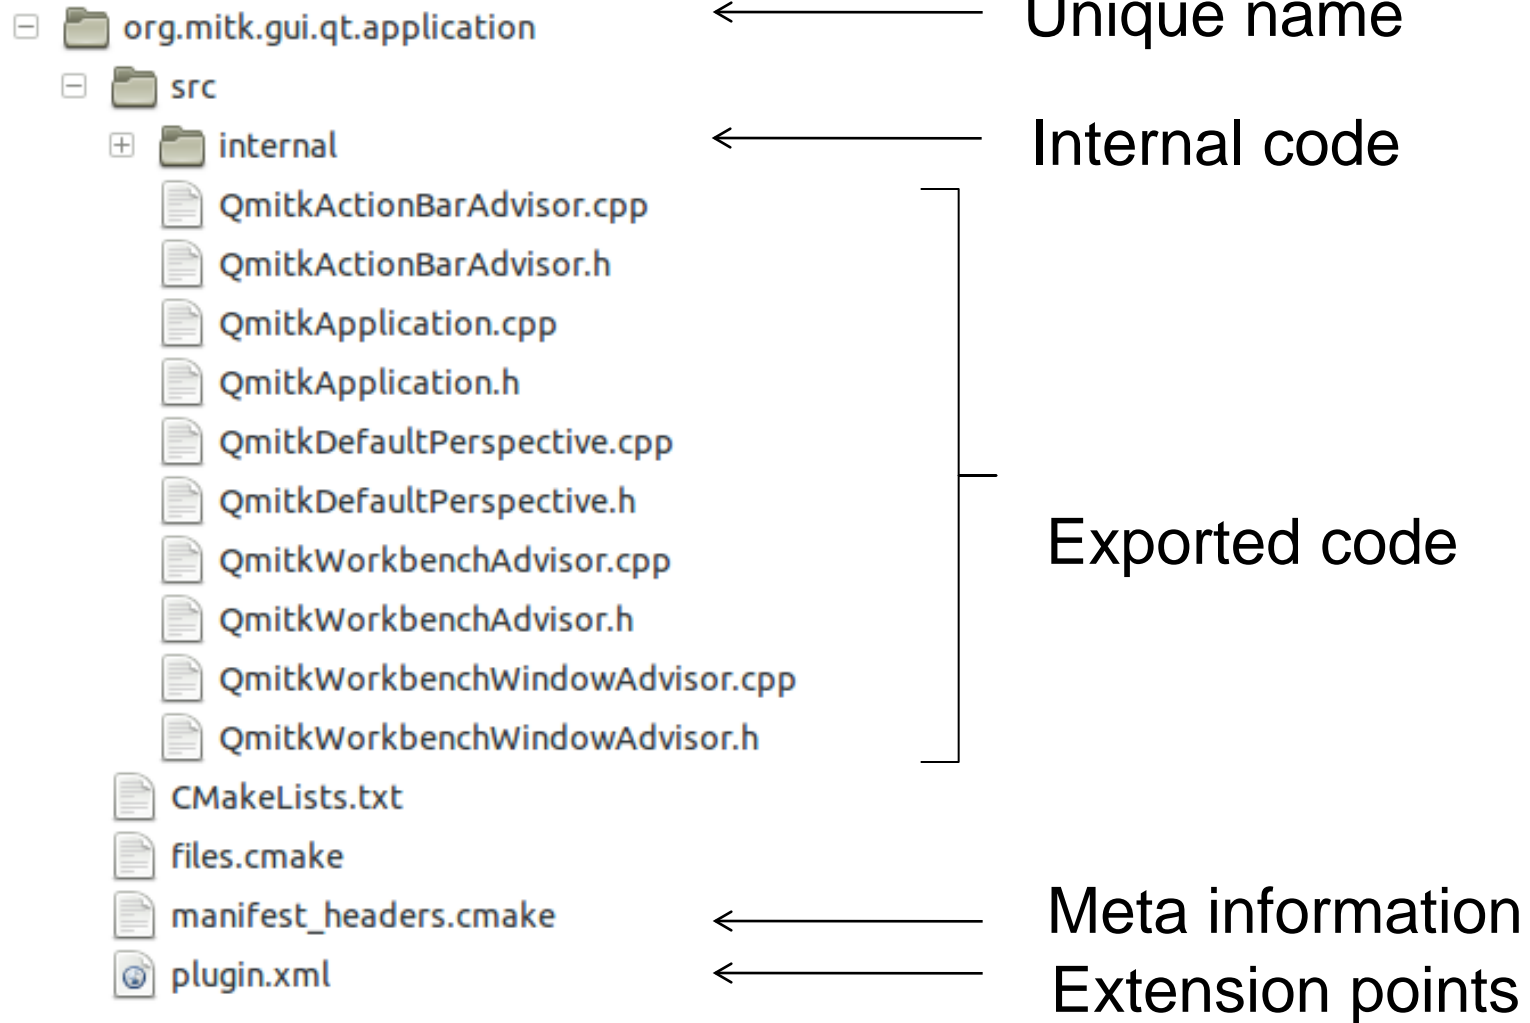 org.mitk.gui.qt.application Unique name
src
internal Internal code
QmitkActionBarAdvisor.cpp
QmitkActionBarAdvisor.h
QmitkApplication.cpp
QmitkApplication.h
QmitkDefaultPerspective.cpp
QmitkDefaultPerspective.h
Exported code
QmitkWorkbenchAdvisor.cpp
QmitkWorkbenchAdvisor.h
QmitkWorkbenchWindowAdvisor.cpp
QmitkWorkbenchWindowAdvisor.h
CMakeLists.txt
files.cmake
manifest_headers.cmake Meta information
plugin.xml Extension points